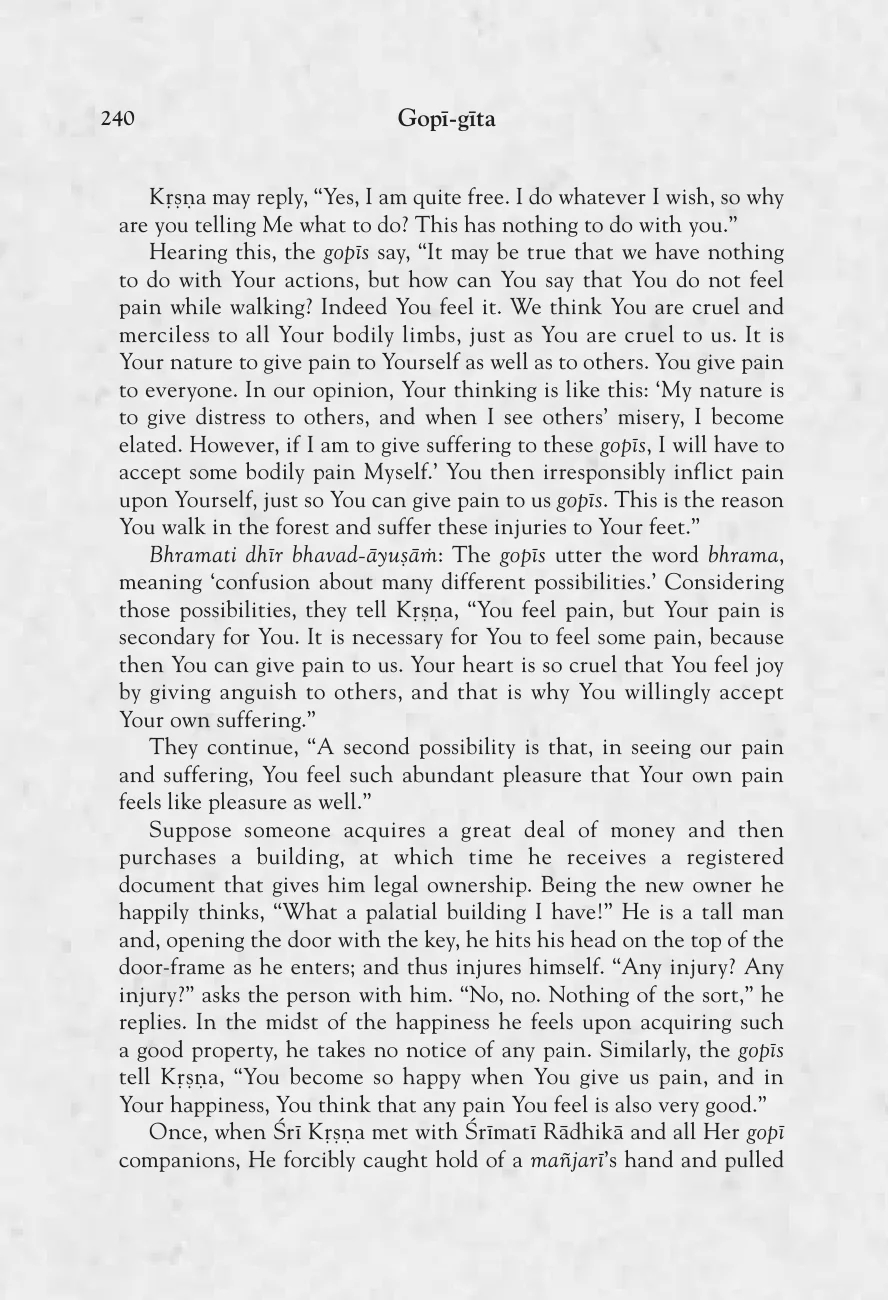 240
Gopī-gīta
Kṛṣṇa may reply, “Yes, I am quite free. I do whatever I wish, so why
are you telling Me what to do? This has nothing to do with you.”
Hearing this, the gopīs say, “It may be true that we have nothing
to do with Your actions, but how can You say that You do not feel
pain while walking? Indeed You feel it. We think You are cruel and
merciless to all Your bodily limbs, just as You are cruel to us. It is
Your nature to give pain to Yourself as well as to others. You give pain
to everyone. In our opinion, Your thinking is like this: ‘My nature is
to give distress to others, and when I see others’ misery, I become
elated. However, if I am to give suffering to these gopīs, I will have to
accept some bodily pain Myself.’ You then irresponsibly inflict pain
upon Yourself, just so You can give pain to us gopīs. This is the reason
You walk in the forest and suffer these injuries to Your feet.”
Bhramati dhīr bhavad-āyuṣāṁ: The gopīs utter the word bhrama,
meaning ‘confusion about many different possibilities.’ Considering
those possibilities, they tell Kṛṣṇa, “You feel pain, but Your pain is
secondary for You. It is necessary for You to feel some pain, because
then You can give pain to us. Your heart is so cruel that You feel joy
by giving anguish to others, and that is why You willingly accept
Your own suffering.”
They continue, “A second possibility is that, in seeing our pain
and suffering, You feel such abundant pleasure that Your own pain
feels like pleasure as well.”
Suppose someone acquires a great deal of money and then
purchases a building, at which time he receives a registered
document that gives him legal ownership. Being the new owner he
happily thinks, “What a palatial building I have!” He is a tall man
and, opening the door with the key, he hits his head on the top of the
door-frame as he enters; and thus injures himself. “Any injury? Any
injury?” asks the person with him. “No, no. Nothing of the sort,” he
replies. In the midst of the happiness he feels upon acquiring such
a good property, he takes no notice of any pain. Similarly, the gopīs
tell Kṛṣṇa, “You become so happy when You give us pain, and in
Your happiness, You think that any pain You feel is also very good.”
Once, when Śrī Kṛṣṇa met with Śrīmatī Rādhikā and all Her gopī
companions, He forcibly caught hold of a mañjarī’s hand and pulled